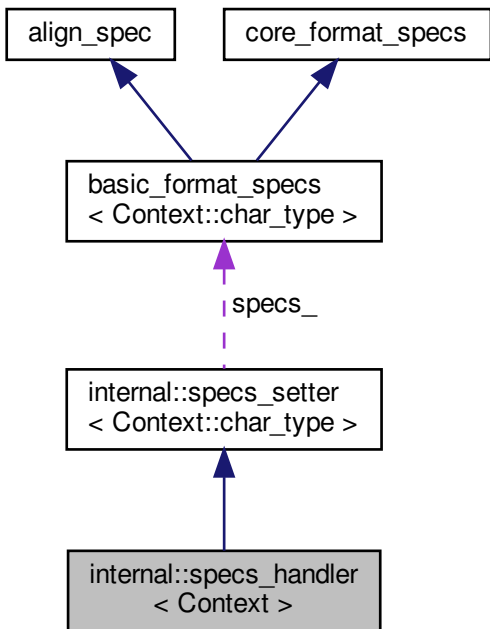 align_spec
core_format_specs
basic_format_specs
< Context::char_type >
specs_
internal::specs_setter
< Context::char_type >
internal::specs_handler
< Context >